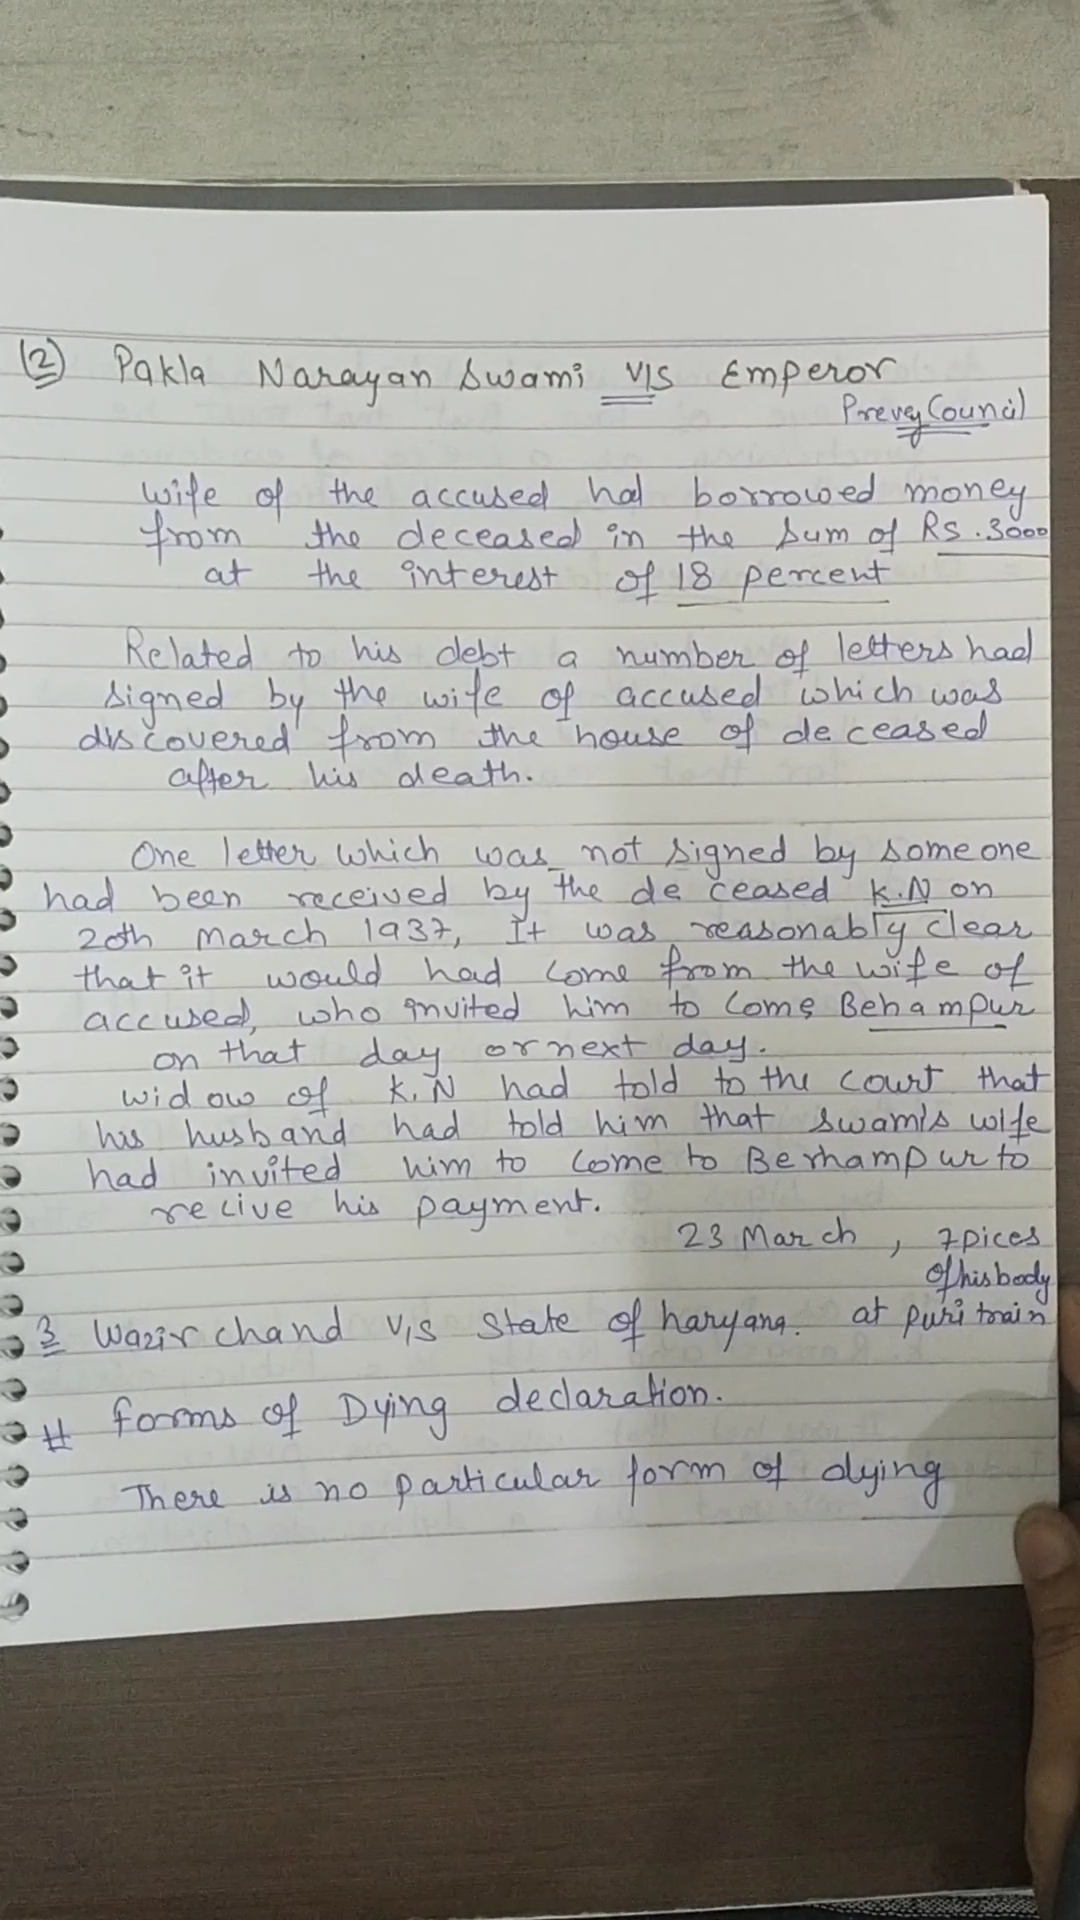 (2) Pakla Narayan Swami V/S Emperor
Prevey Council
wife of the accused had borrowed money
from the deceased in the sum of Rs. 3000
at the interest of 18 percent
Related to his debt a number of letters had
signed by the wife of accused which was
discovered from the house of deceased
after his death.
One letter which was not signed by someone
had been received by the deceased K.N on
20th March 1937, It was reasonably clear
that it would had come from the wife of
accused, who invited him to come Behampur
on that day or next day.
widow of K.N had told to the court that
his husband had told him that swami's wife
had invited him to come to Berhampur to
recive his payment.
23 March, 7 pices
of his body
3 Wazir chand V/S State of haryana. at puri train
# forms of Dying declaration.
There is no particular form of dying